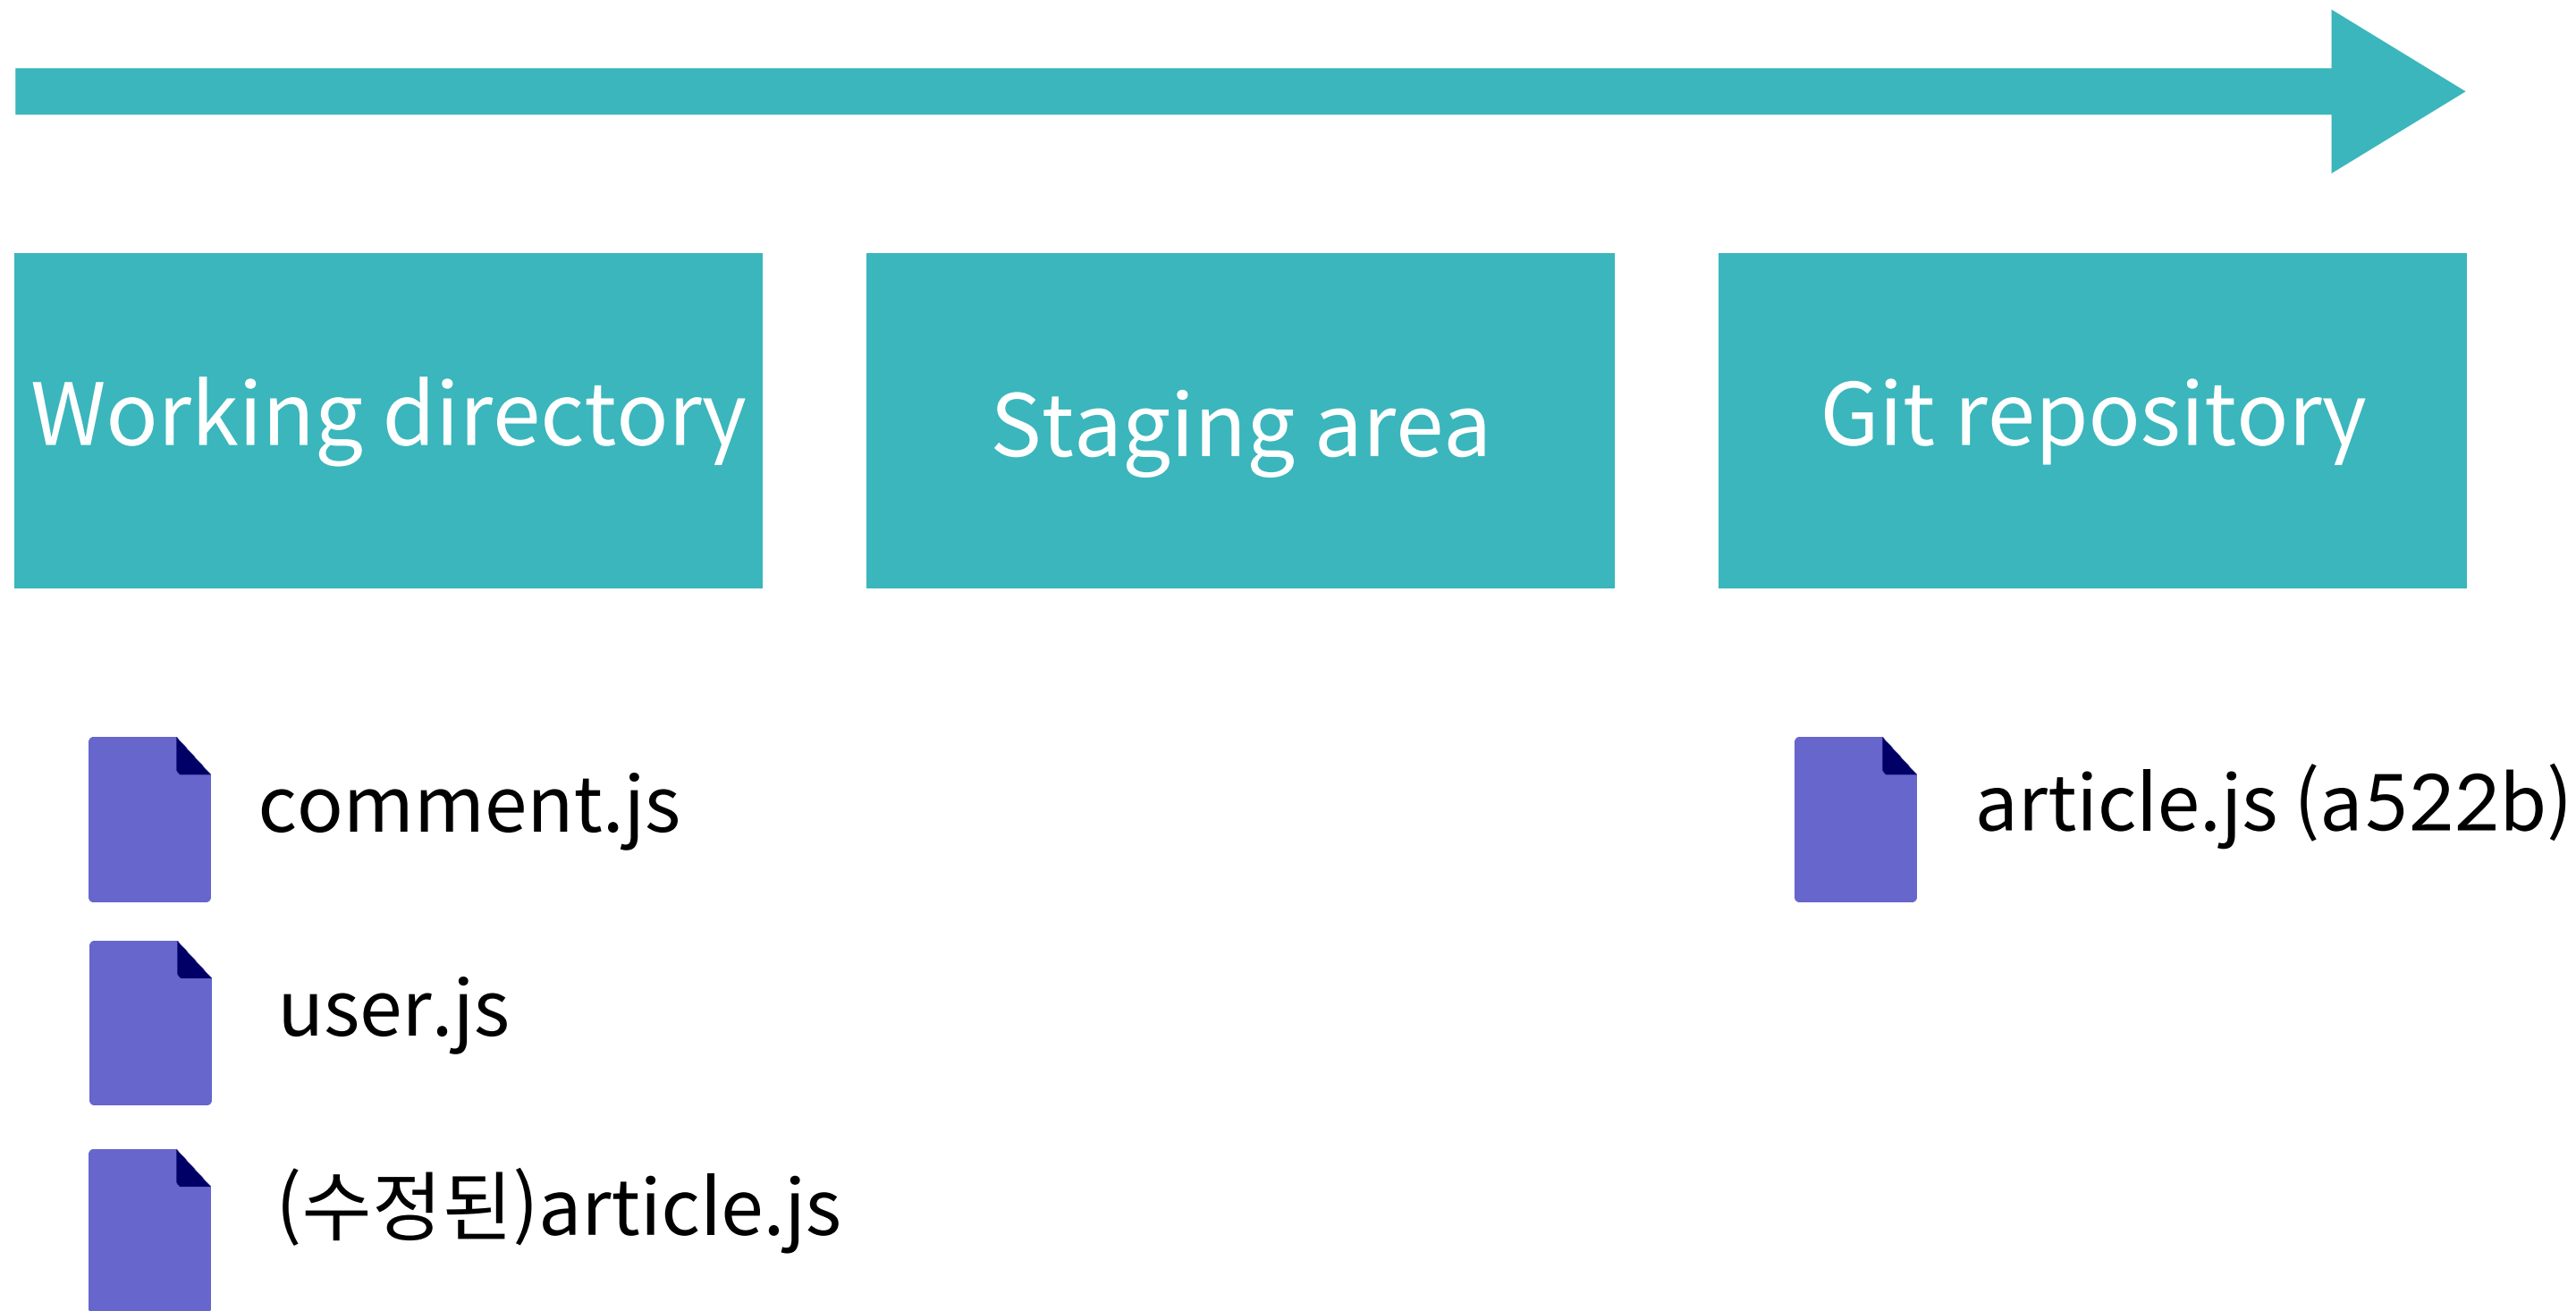 Working directory
Staging area
Git repository
comment.js
article.js (a522b)
user.js
(수정된)article.js